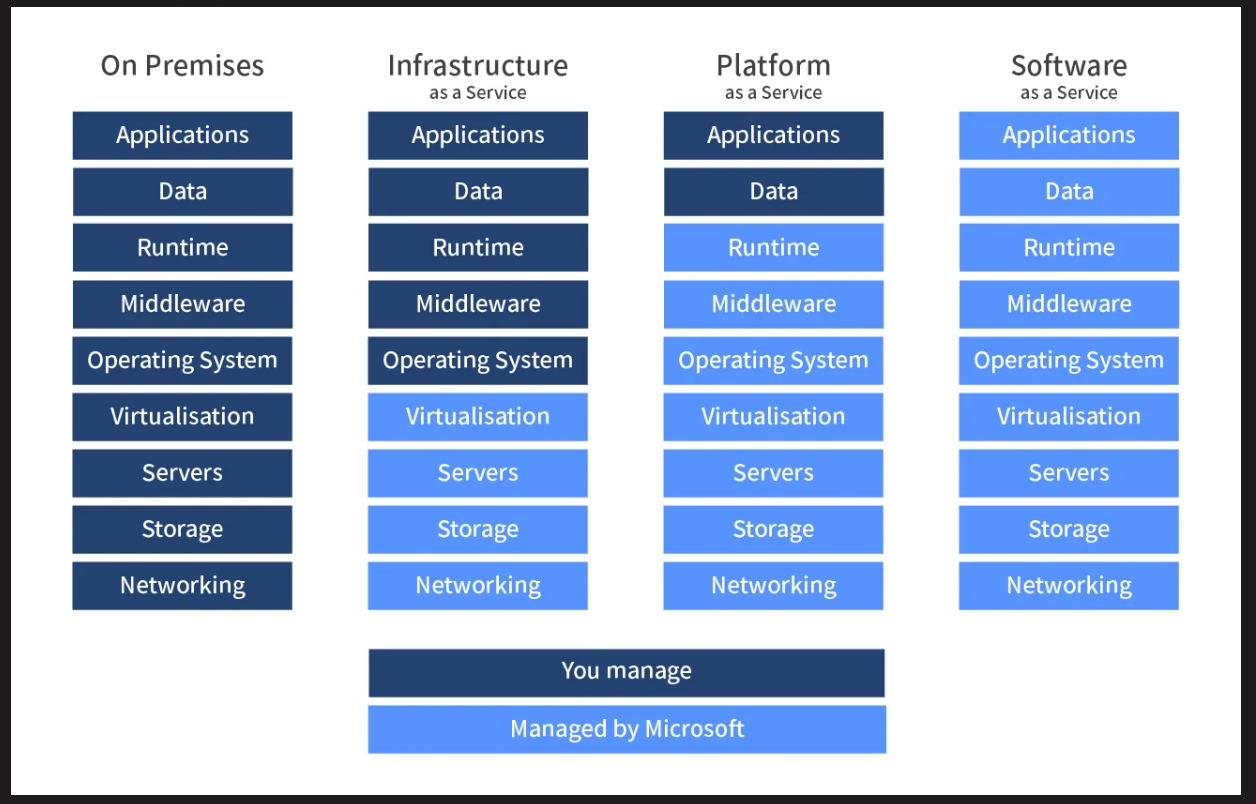 On Premises
Applications
Data
Runtime
Middleware
Operating System
Virtualisation
Servers
Storage
Networking
Infrastructure
as a Service
Applications
Data
Runtime
Middleware
Operating System
Virtualisation
Servers
Storage
Networking
Platform
as a Service
Applications
Data
Runtime
Middleware
Operating System
Virtualisation
Servers
Storage
Networking
Software
as a Service
Applications
Data
Runtime
Middleware
Operating System
Virtualisation
Servers
Storage
Networking
You manage
Managed by Microsoft